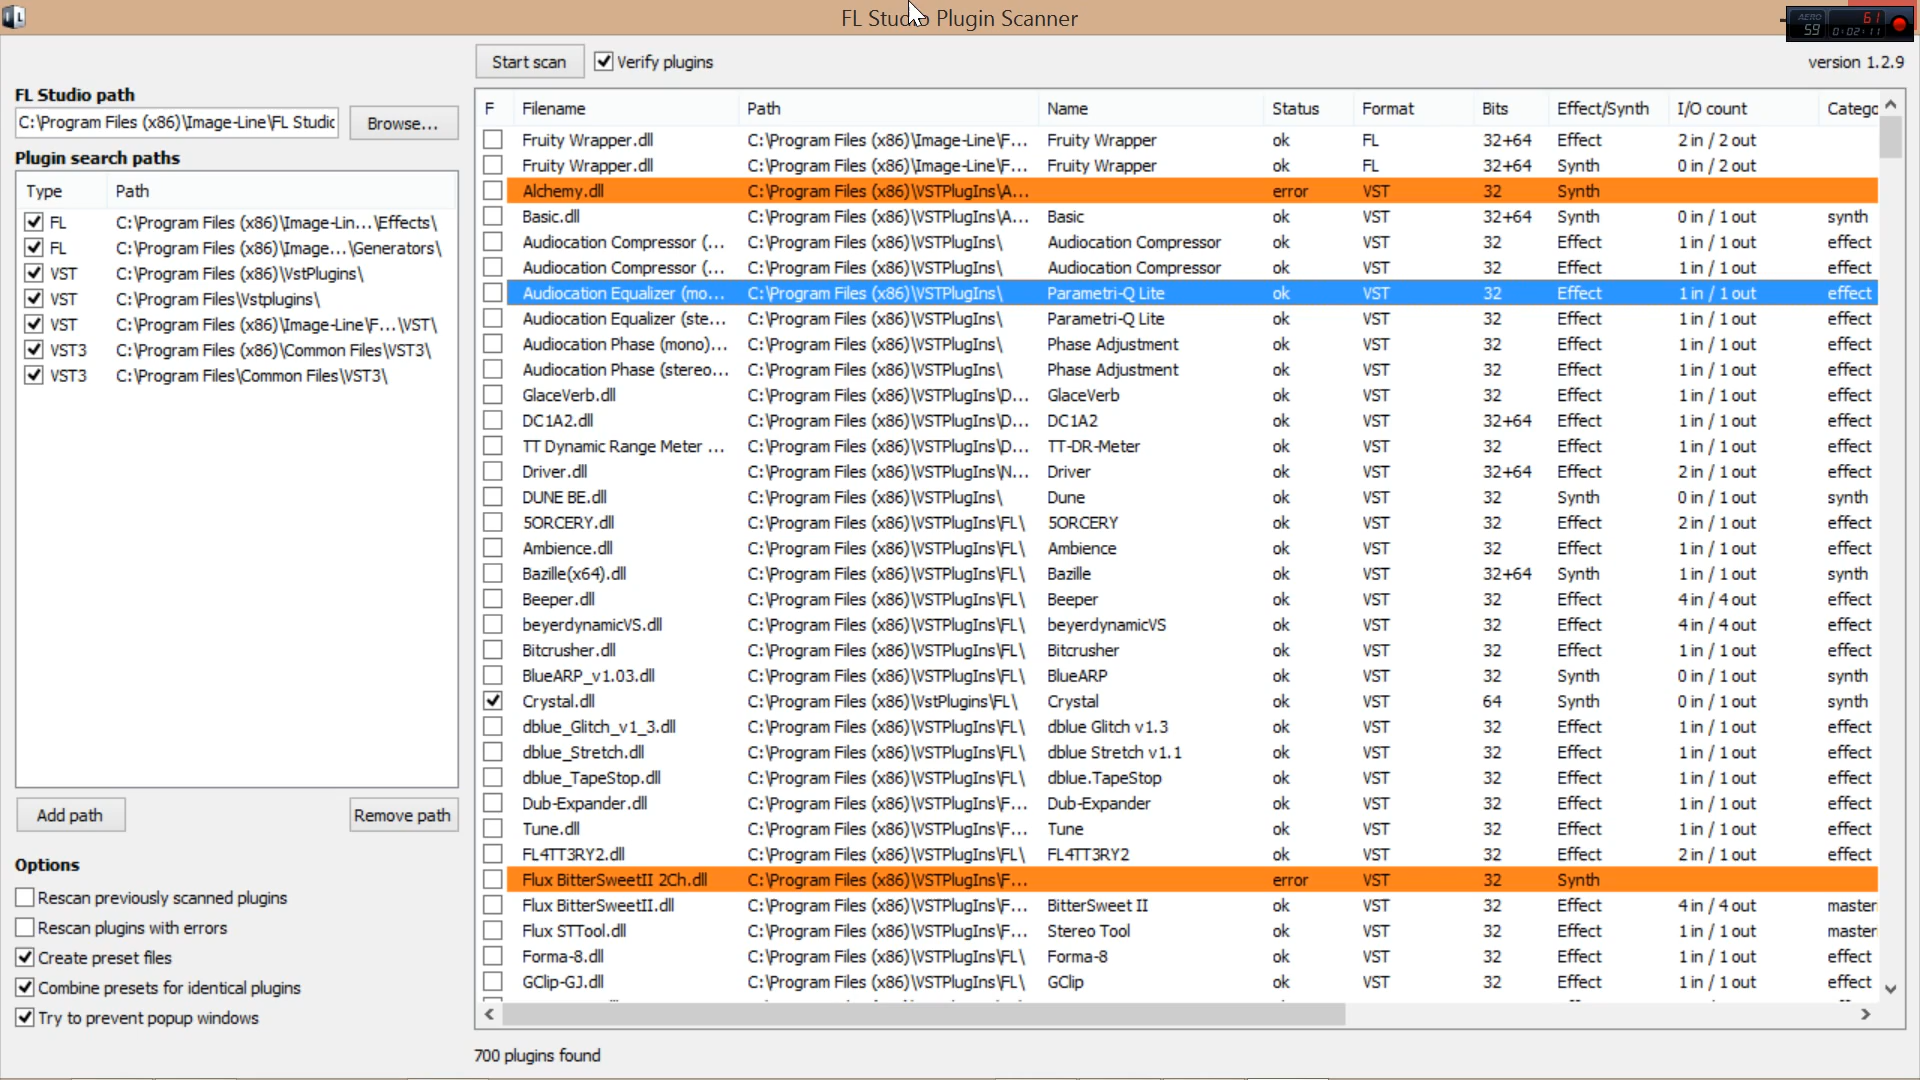 FL Studio Plugin Scanner
AERO 59 61 0:02:11
Start scan Verify plugins version 1.2.9
FL Studio path
C:\Program Files (x86)\Image-Line\FL Studio Browse...
Plugin search paths
Type Path
FL C:\Program Files (x86)\Image-Lin...\Effects\
FL C:\Program Files (x86)\Image...\Generators\
VST C:\Program Files (x86)\VstPlugins\
VST C:\Program Files\Vstplugins\
VST C:\Program Files (x86)\Image-Line\F...\VST\
VST3 C:\Program Files (x86)\Common Files\VST3\
VST3 C:\Program Files\Common Files\VST3\
Add path Remove path
Options
Rescan previously scanned plugins
Rescan plugins with errors
Create preset files
Combine presets for identical plugins
Try to prevent popup windows
F Filename Path Name Status Format Bits Effect/Synth I/O count Catego
Fruity Wrapper.dll C:\Program Files (x86)\Image-Line\F... Fruity Wrapper ok FL 32+64 Effect 2 in / 2 out
Fruity Wrapper.dll C:\Program Files (x86)\Image-Line\F... Fruity Wrapper ok FL 32+64 Synth 0 in / 2 out
Alchemy.dll C:\Program Files (x86)\VSTPlugIns\A... error VST 32 Synth
Basic.dll C:\Program Files (x86)\VSTPlugIns\A... Basic ok VST 32+64 Synth 0 in / 1 out synth
Audiocation Compressor (... C:\Program Files (x86)\VSTPlugIns\ Audiocation Compressor ok VST 32 Effect 1 in / 1 out effect
Audiocation Compressor (... C:\Program Files (x86)\VSTPlugIns\ Audiocation Compressor ok VST 32 Effect 1 in / 1 out effect
Audiocation Equalizer (mo... C:\Program Files (x86)\VSTPlugIns\ Parametri-Q Lite ok VST 32 Effect 1 in / 1 out effect
Audiocation Equalizer (ste... C:\Program Files (x86)\VSTPlugIns\ Parametri-Q Lite ok VST 32 Effect 1 in / 1 out effect
Audiocation Phase (mono)... C:\Program Files (x86)\VSTPlugIns\ Phase Adjustment ok VST 32 Effect 1 in / 1 out effect
Audiocation Phase (stereo... C:\Program Files (x86)\VSTPlugIns\ Phase Adjustment ok VST 32 Effect 1 in / 1 out effect
GlaceVerb.dll C:\Program Files (x86)\VSTPlugIns\D... GlaceVerb ok VST 32 Effect 1 in / 1 out effect
DC1A2.dll C:\Program Files (x86)\VSTPlugIns\D... DC1A2 ok VST 32+64 Effect 1 in / 1 out effect
TT Dynamic Range Meter ... C:\Program Files (x86)\VSTPlugIns\D... TT-DR-Meter ok VST 32 Effect 1 in / 1 out effect
Driver.dll C:\Program Files (x86)\VSTPlugIns\N... Driver ok VST 32+64 Effect 2 in / 1 out effect
DUNE BE.dll C:\Program Files (x86)\VSTPlugIns\ Dune ok VST 32 Synth 0 in / 1 out synth
5ORCERY.dll C:\Program Files (x86)\VSTPlugIns\FL\ 5ORCERY ok VST 32 Effect 2 in / 1 out effect
Ambience.dll C:\Program Files (x86)\VSTPlugIns\FL\ Ambience ok VST 32 Effect 1 in / 1 out effect
Bazille(x64).dll C:\Program Files (x86)\VSTPlugIns\FL\ Bazille ok VST 32+64 Synth 1 in / 1 out synth
Beeper.dll C:\Program Files (x86)\VSTPlugIns\FL\ Beeper ok VST 32 Effect 4 in / 4 out effect
beyerdynamicVS.dll C:\Program Files (x86)\VSTPlugIns\FL\ beyerdynamicVS ok VST 32 Effect 4 in / 4 out effect
Bitcrusher.dll C:\Program Files (x86)\VSTPlugIns\FL\ Bitcrusher ok VST 32 Effect 1 in / 1 out effect
BlueARP_v1.03.dll C:\Program Files (x86)\VSTPlugIns\FL\ BlueARP ok VST 32 Synth 0 in / 1 out synth
Crystal.dll C:\Program Files (x86)\VstPlugins\FL\ Crystal ok VST 64 Synth 0 in / 1 out synth
dblue_Glitch_v1_3.dll C:\Program Files (x86)\VSTPlugIns\FL\ dblue Glitch v1.3 ok VST 32 Effect 1 in / 1 out effect
dblue_Stretch.dll C:\Program Files (x86)\VSTPlugIns\FL\ dblue Stretch v1.1 ok VST 32 Effect 1 in / 1 out effect
dblue_TapeStop.dll C:\Program Files (x86)\VSTPlugIns\FL\ dblue.TapeStop ok VST 32 Effect 1 in / 1 out effect
Dub-Expander.dll C:\Program Files (x86)\VSTPlugIns\F... Dub-Expander ok VST 32 Effect 1 in / 1 out effect
Tune.dll C:\Program Files (x86)\VSTPlugIns\F... Tune ok VST 32 Effect 1 in / 1 out effect
FL4TT3RY2.dll C:\Program Files (x86)\VSTPlugIns\FL\ FL4TT3RY2 ok VST 32 Effect 2 in / 1 out effect
Flux BitterSweetII 2Ch.dll C:\Program Files (x86)\VSTPlugIns\F... error VST 32 Synth
Flux BitterSweetII.dll C:\Program Files (x86)\VSTPlugIns\F... BitterSweet II ok VST 32 Effect 4 in / 4 out master
Flux STTool.dll C:\Program Files (x86)\VSTPlugIns\F... Stereo Tool ok VST 32 Effect 1 in / 1 out master
Forma-8.dll C:\Program Files (x86)\VSTPlugIns\FL\ Forma-8 ok VST 32 Effect 1 in / 1 out effect
GClip-GJ.dll C:\Program Files (x86)\VSTPlugIns\FL\ GClip ok VST 32 Effect 1 in / 1 out effect
700 plugins found